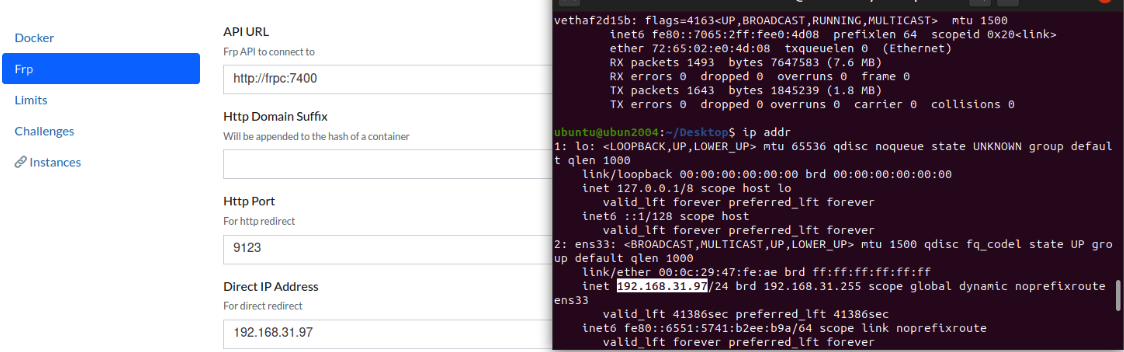 Docker
Frp
Limits
Challenges
Instances
API URL
Frp API to connect to
http://frpc:7400
Http Domain Suffix
Will be appended to the hash of a container
Http Port
For http redirect
9123
Direct IP Address
For direct redirect
192.168.31.97
vethaf2d15b: flags=4163<UP,BROADCAST,RUNNING,MULTICAST>  mtu 1500
inet6 fe80::7065:2ff:fee0:4d08  prefixlen 64  scopeid 0x20<link>
ether 72:65:02:e0:4d:08  txqueuelen 0  (Ethernet)
RX packets 1493  bytes 7647583 (7.6 MB)
RX errors 0  dropped 0  overruns 0  frame 0
TX packets 1643  bytes 1845239 (1.8 MB)
TX errors 0  dropped 0 overruns 0  carrier 0  collisions 0
ubuntu@ubun2004:~/Desktop$ ip addr
1: lo: <LOOPBACK,UP,LOWER_UP> mtu 65536 qdisc noqueue state UNKNOWN group defaul
t qlen 1000
link/loopback 00:00:00:00:00:00 brd 00:00:00:00:00:00
inet 127.0.0.1/8 scope host lo
valid_lft forever preferred_lft forever
inet6 ::1/128 scope host
valid_lft forever preferred_lft forever
2: ens33: <BROADCAST,MULTICAST,UP,LOWER_UP> mtu 1500 qdisc fq_codel state UP gro
up default qlen 1000
link/ether 00:0c:29:47:fe:ae brd ff:ff:ff:ff:ff:ff
inet 192.168.31.97/24 brd 192.168.31.255 scope global dynamic noprefixroute
ens33
valid_lft 41386sec preferred_lft 41386sec
inet6 fe80::6551:5741:b2ee:b9a/64 scope link noprefixroute
valid_lft forever preferred_lft forever